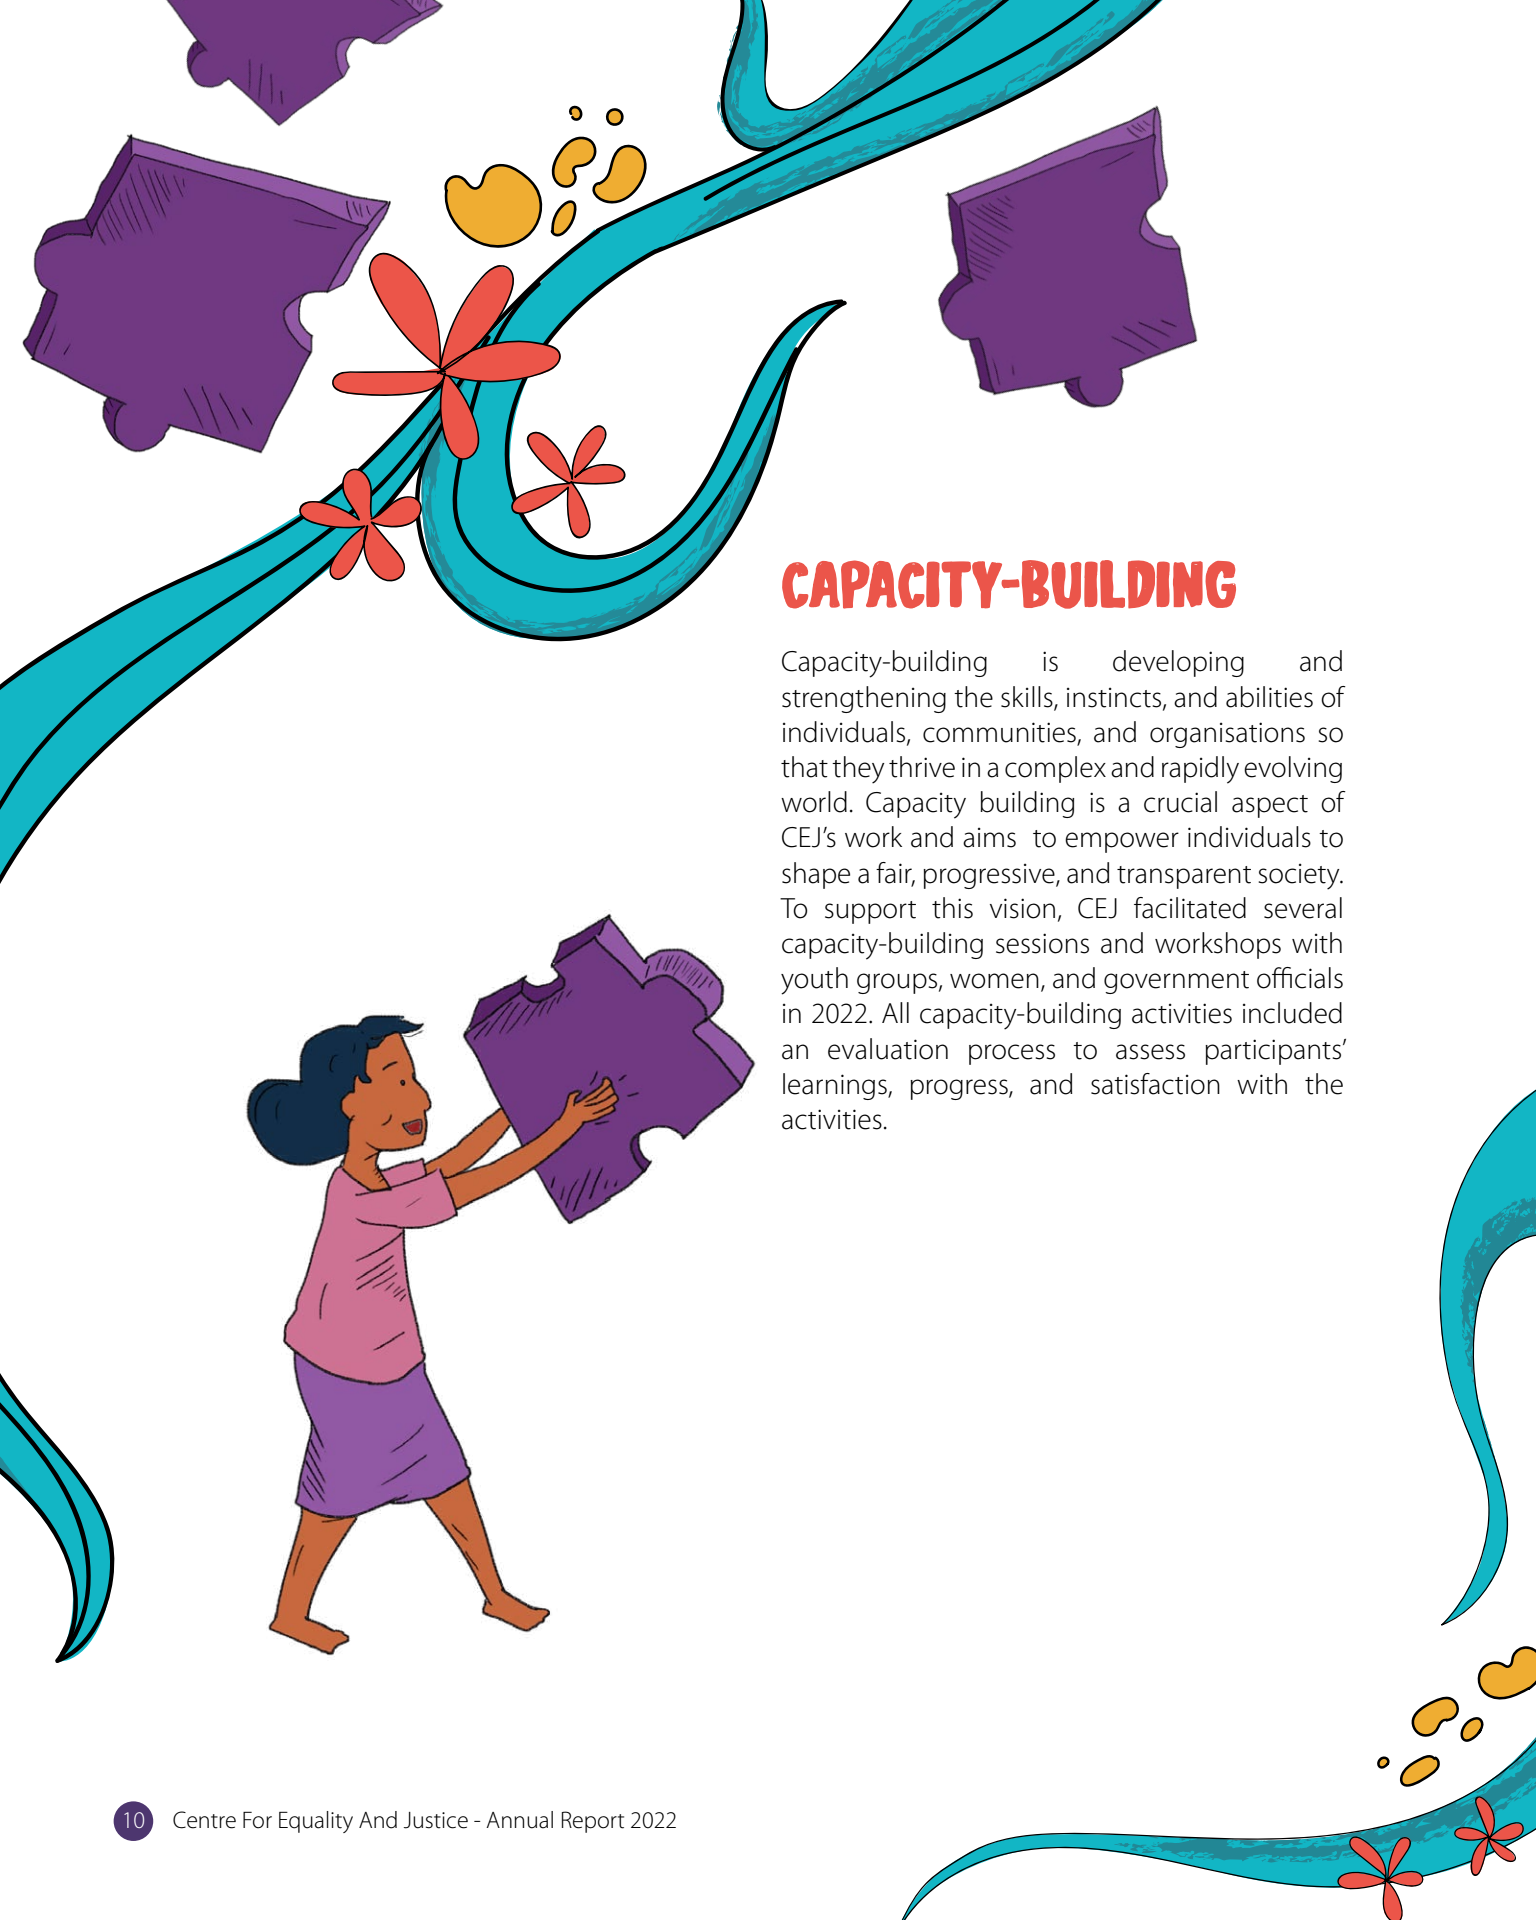 CAPACITY-BUILDING
Capacity-building is developing and
strengthening the skills, instincts, and abilities of
individuals, communities, and organisations so
that they thrive in a complex and rapidly evolving
world. Capacity building is a crucial aspect of
CEJ’s work and aims  to empower individuals to
shape a fair, progressive, and transparent society.
To support this vision, CEJ facilitated several
capacity-building sessions and workshops with
youth groups, women, and government officials
in 2022. All capacity-building activities included
an evaluation process to assess participants’
learnings, progress, and satisfaction with the
activities.
10 Centre For Equality And Justice - Annual Report 2022